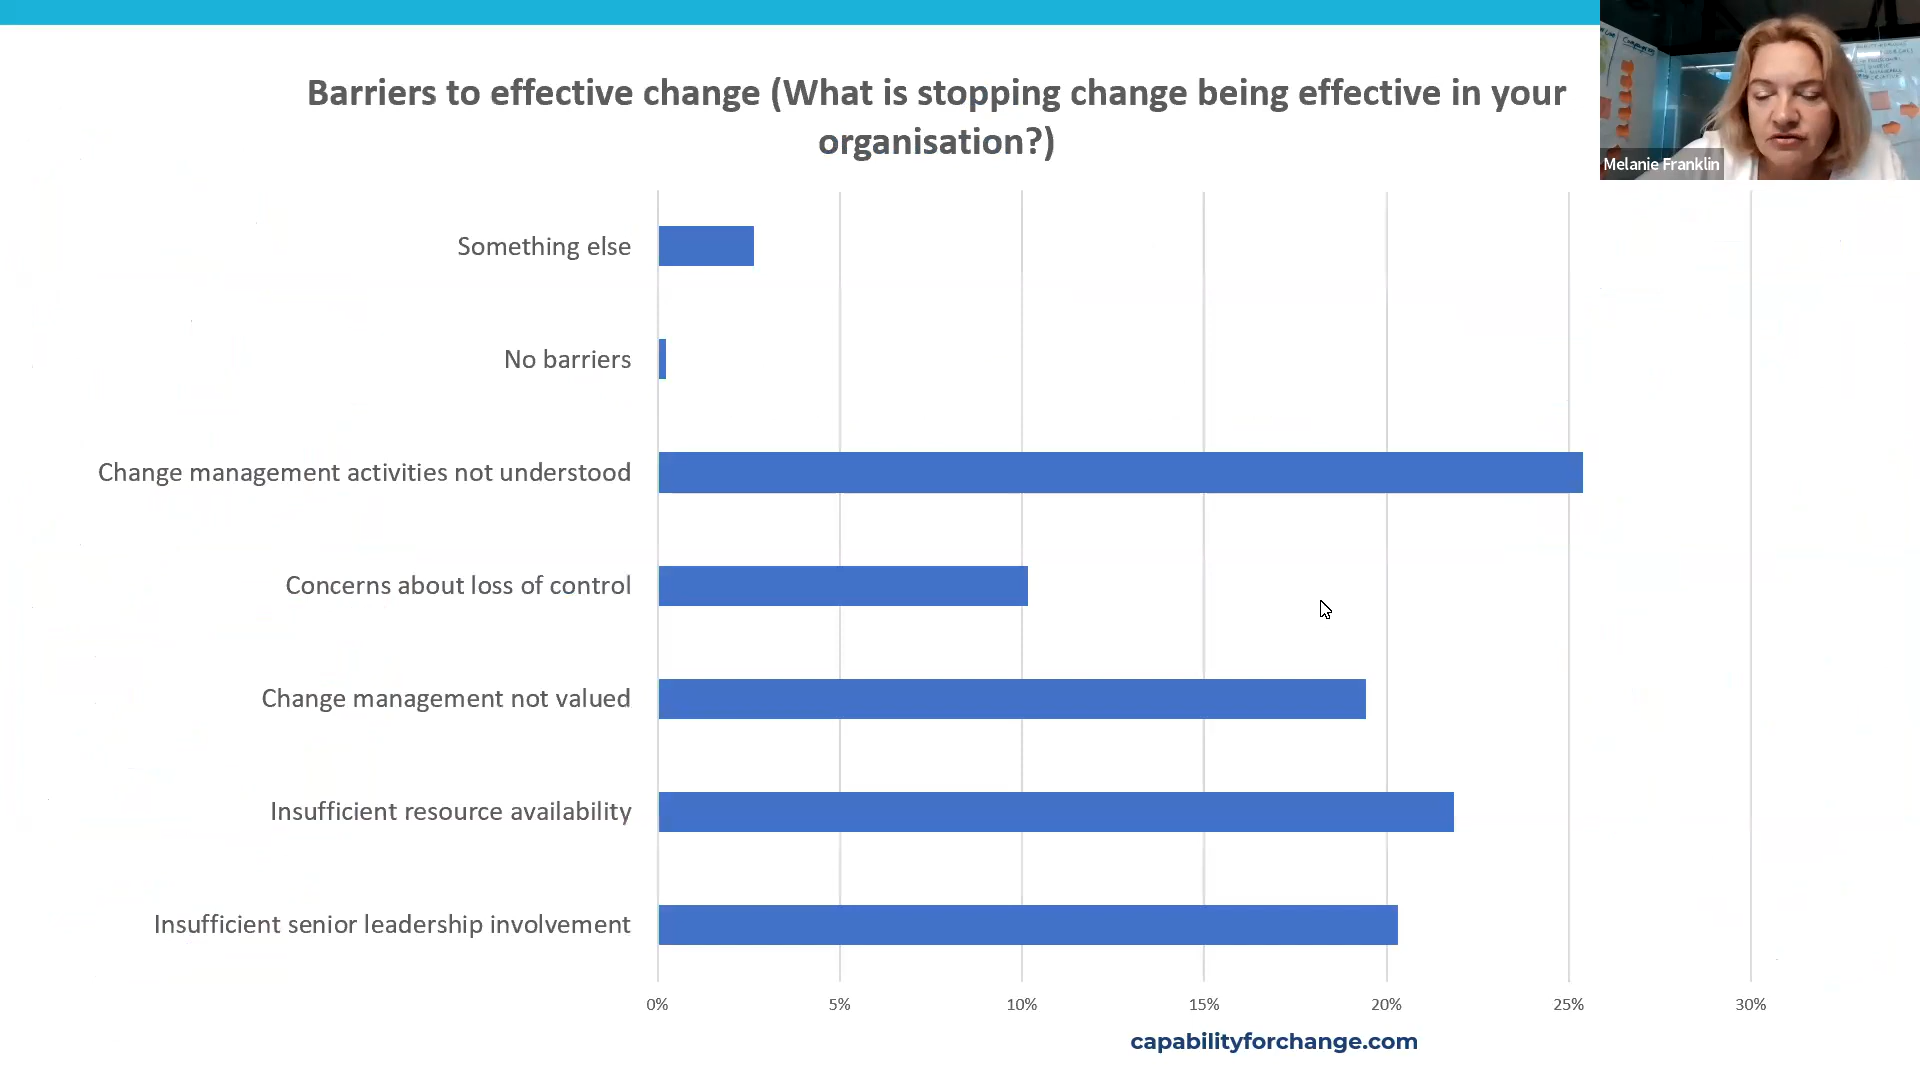 Barriers to effective change (What is stopping change being effective in your
organisation?)
Melanie Franklin
Something else
No barriers
Change management activities not understood
Concerns about loss of control
Change management not valued
Insufficient resource availability
Insufficient senior leadership involvement
0%
5%
10%
15%
20%
25%
30%
capabilityforchange.com